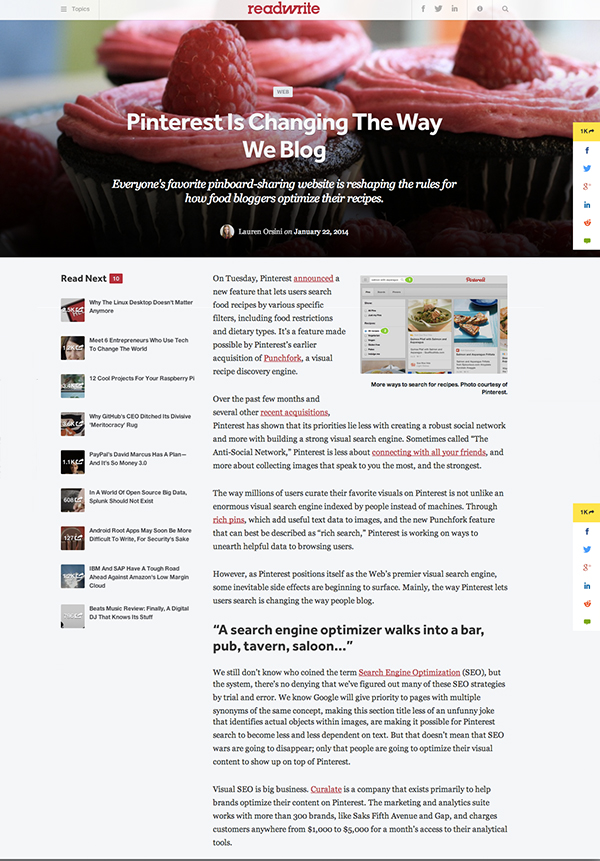 Topics
readwrite
WEB
Pinterest Is Changing The Way
We Blog
Everyone's favorite pinboard-sharing website is reshaping the rules for
how food bloggers optimize their recipes.
Lauren Orsini on January 22, 2014
1K
Read Next 10
Why The Linux Desktop Doesn't Matter
Anymore
Meet 6 Entrepreneurs Who Use Tech
To Change The World
12 Cool Projects For Your Raspberry Pi
Why GitHub's CEO Ditched Its Divisive
'Meritocracy' Rug
1.1K
PayPal's David Marcus Has A Plan—
And It's So Money 3.0
608
In A World Of Open Source Big Data,
Splunk Should Not Exist
127
Android Root Apps May Soon Be More
Difficult To Write, For Security's Sake
IBM And SAP Have A Tough Road
Ahead Against Amazon's Low Margin
Cloud
Beats Music Review: Finally, A Digital
DJ That Knows Its Stuff
On Tuesday, Pinterest announced a
new feature that lets users search
food recipes by various specific
filters, including food restrictions
and dietary types. It's a feature made
possible by Pinterest's earlier
acquisition of Punchfork, a visual
recipe discovery engine.
Pinterest
More ways to search for recipes. Photo courtesy of
Pinterest.
Over the past few months and
several other recent acquisitions,
Pinterest has shown that its priorities lie less with creating a robust social network
and more with building a strong visual search engine. Sometimes called "The
Anti-Social Network," Pinterest is less about connecting with all your friends, and
more about collecting images that speak to you the most, and the strongest.
The way millions of users curate their favorite visuals on Pinterest is not unlike an
enormous visual search engine indexed by people instead of machines. Through
rich pins, which add useful text data to images, and the new Punchfork feature
that can best be described as "rich search," Pinterest is working on ways to
unearth helpful data to browsing users.
However, as Pinterest positions itself as the Web's premier visual search engine,
some inevitable side effects are beginning to surface. Mainly, the way Pinterest lets
users search is changing the way people blog.
1K
"A search engine optimizer walks into a bar,
pub, tavern, saloon..."
We still don't know who coined the term Search Engine Optimization (SEO), but
the system, there's no denying that we've figured out many of these SEO strategies
by trial and error. We know Google will give priority to pages with multiple
synonyms of the same concept, making this section title less of an unfunny joke
that identifies actual objects within images, are making it possible for Pinterest
search to become less and less dependent on text. But that doesn't mean that SEO
wars are going to disappear; only that people are going to optimize their visual
content to show up on top of Pinterest.
Visual SEO is big business. Curalate is a company that exists primarily to help
brands optimize their content on Pinterest. The marketing and analytics suite
works with more than 300 brands, like Saks Fifth Avenue and Gap, and charges
customers anywhere from $1,000 to $5,000 for a month's access to their analytical
tools.